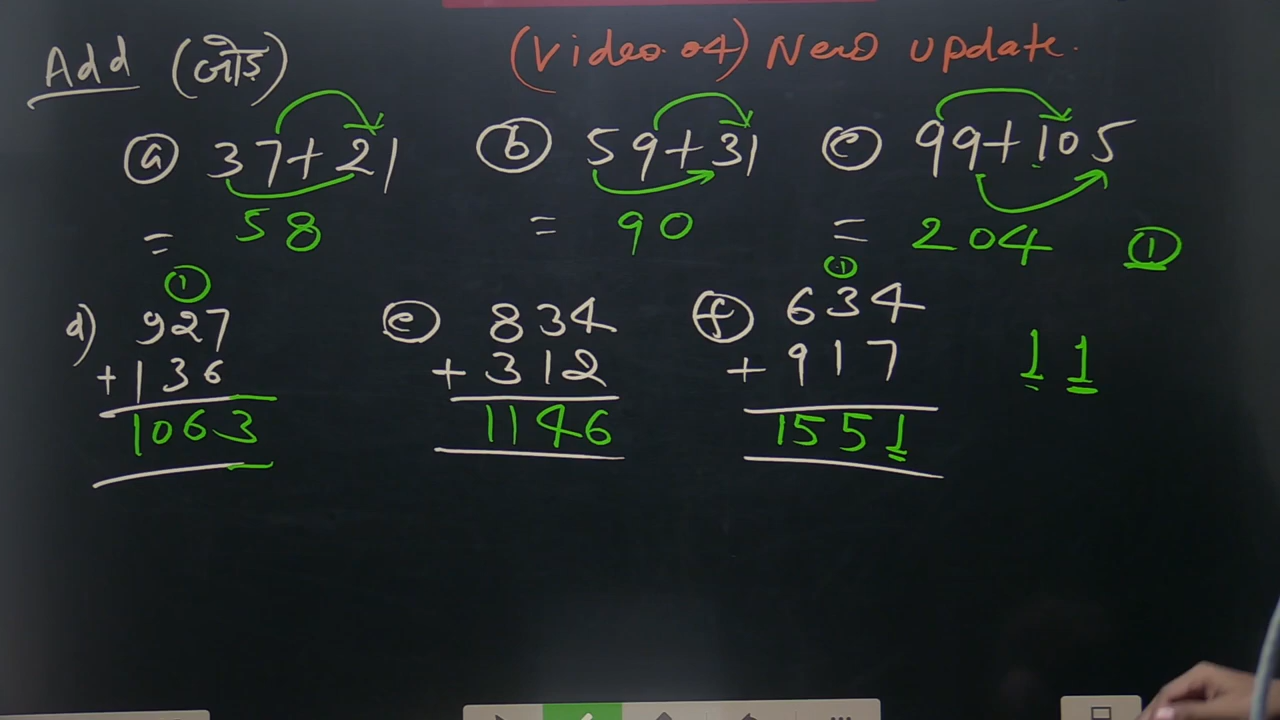 Add (जोड़) (Video 04) New update.
ⓐ 37+21 ⓑ 59+31 ⓒ 99+105
= 58 = 90 = 204 ①
① ①
d) 927 ⓔ 834 ⓕ 634
+136 +312 +917 11
1063 1146 1551